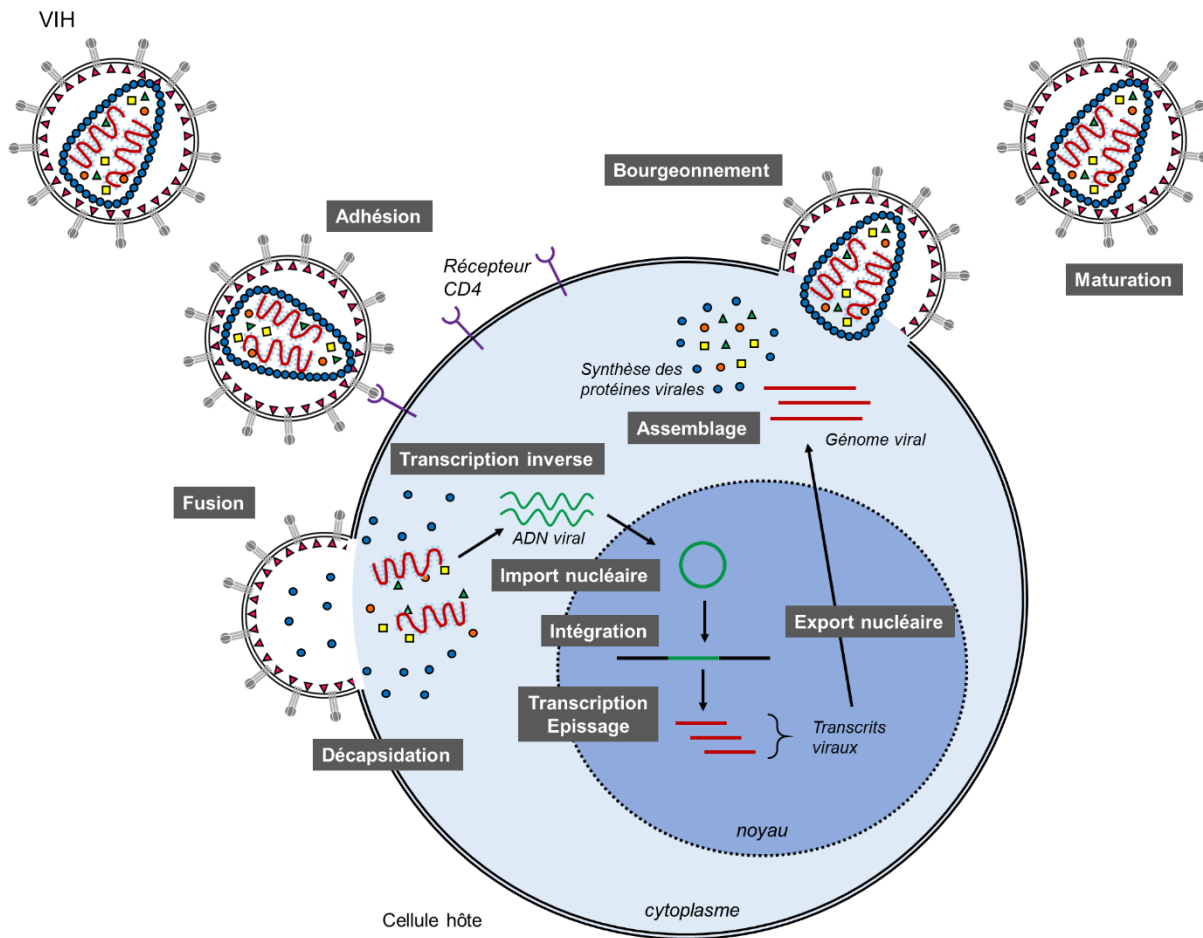 VIH
Adhésion
Récepteur
CD4
Bourgeonnement
Maturation
Synthèse des
protéines virales
Assemblage
Génome viral
Transcription inverse
Fusion
ADN viral
Import nucléaire
Intégration
Export nucléaire
Transcription
Epissage
Transcrits
viraux
Décapsidation
noyau
cytoplasme
Cellule hôte